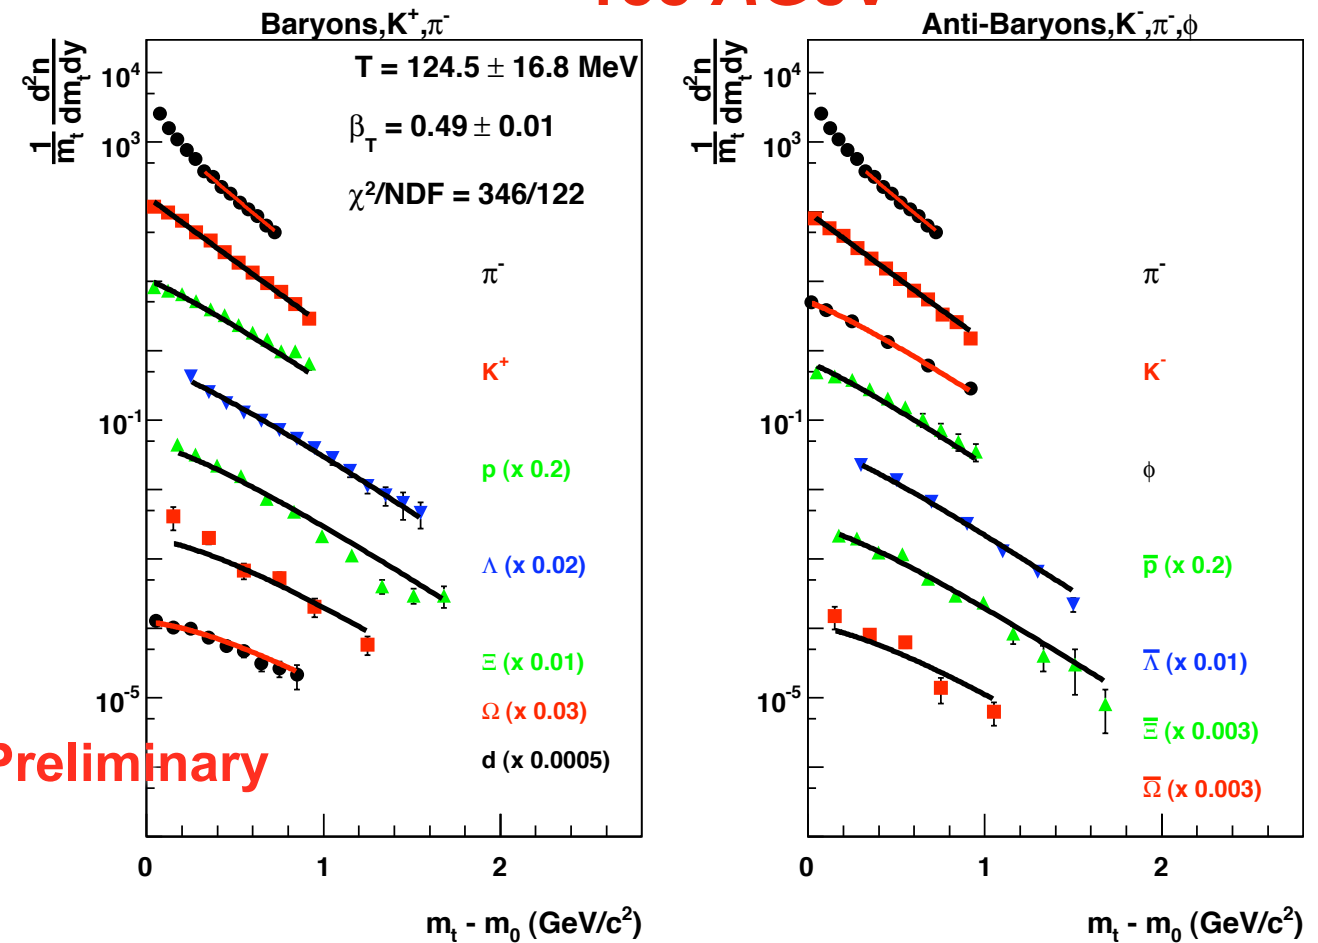 Baryons,K⁺,π⁻
1/mₜ d²n/dmₜdy
T = 124.5 ± 16.8 MeV
β_T = 0.49 ± 0.01
χ²/NDF = 346/122
10⁴
10³
10⁻¹
10⁻⁵
π⁻
K⁺
p (x 0.2)
Λ (x 0.02)
Ξ (x 0.01)
Ω (x 0.03)
d (x 0.0005)
Preliminary
0 1 2
mₜ - m₀ (GeV/c²)
Anti-Baryons,K⁻,π⁻,ϕ
1/mₜ d²n/dmₜdy
10⁴
10³
10⁻¹
10⁻⁵
π⁻
K⁻
ϕ
p̅ (x 0.2)
Λ̅ (x 0.01)
Ξ̅ (x 0.003)
Ω̅ (x 0.003)
0 1 2
mₜ - m₀ (GeV/c²)